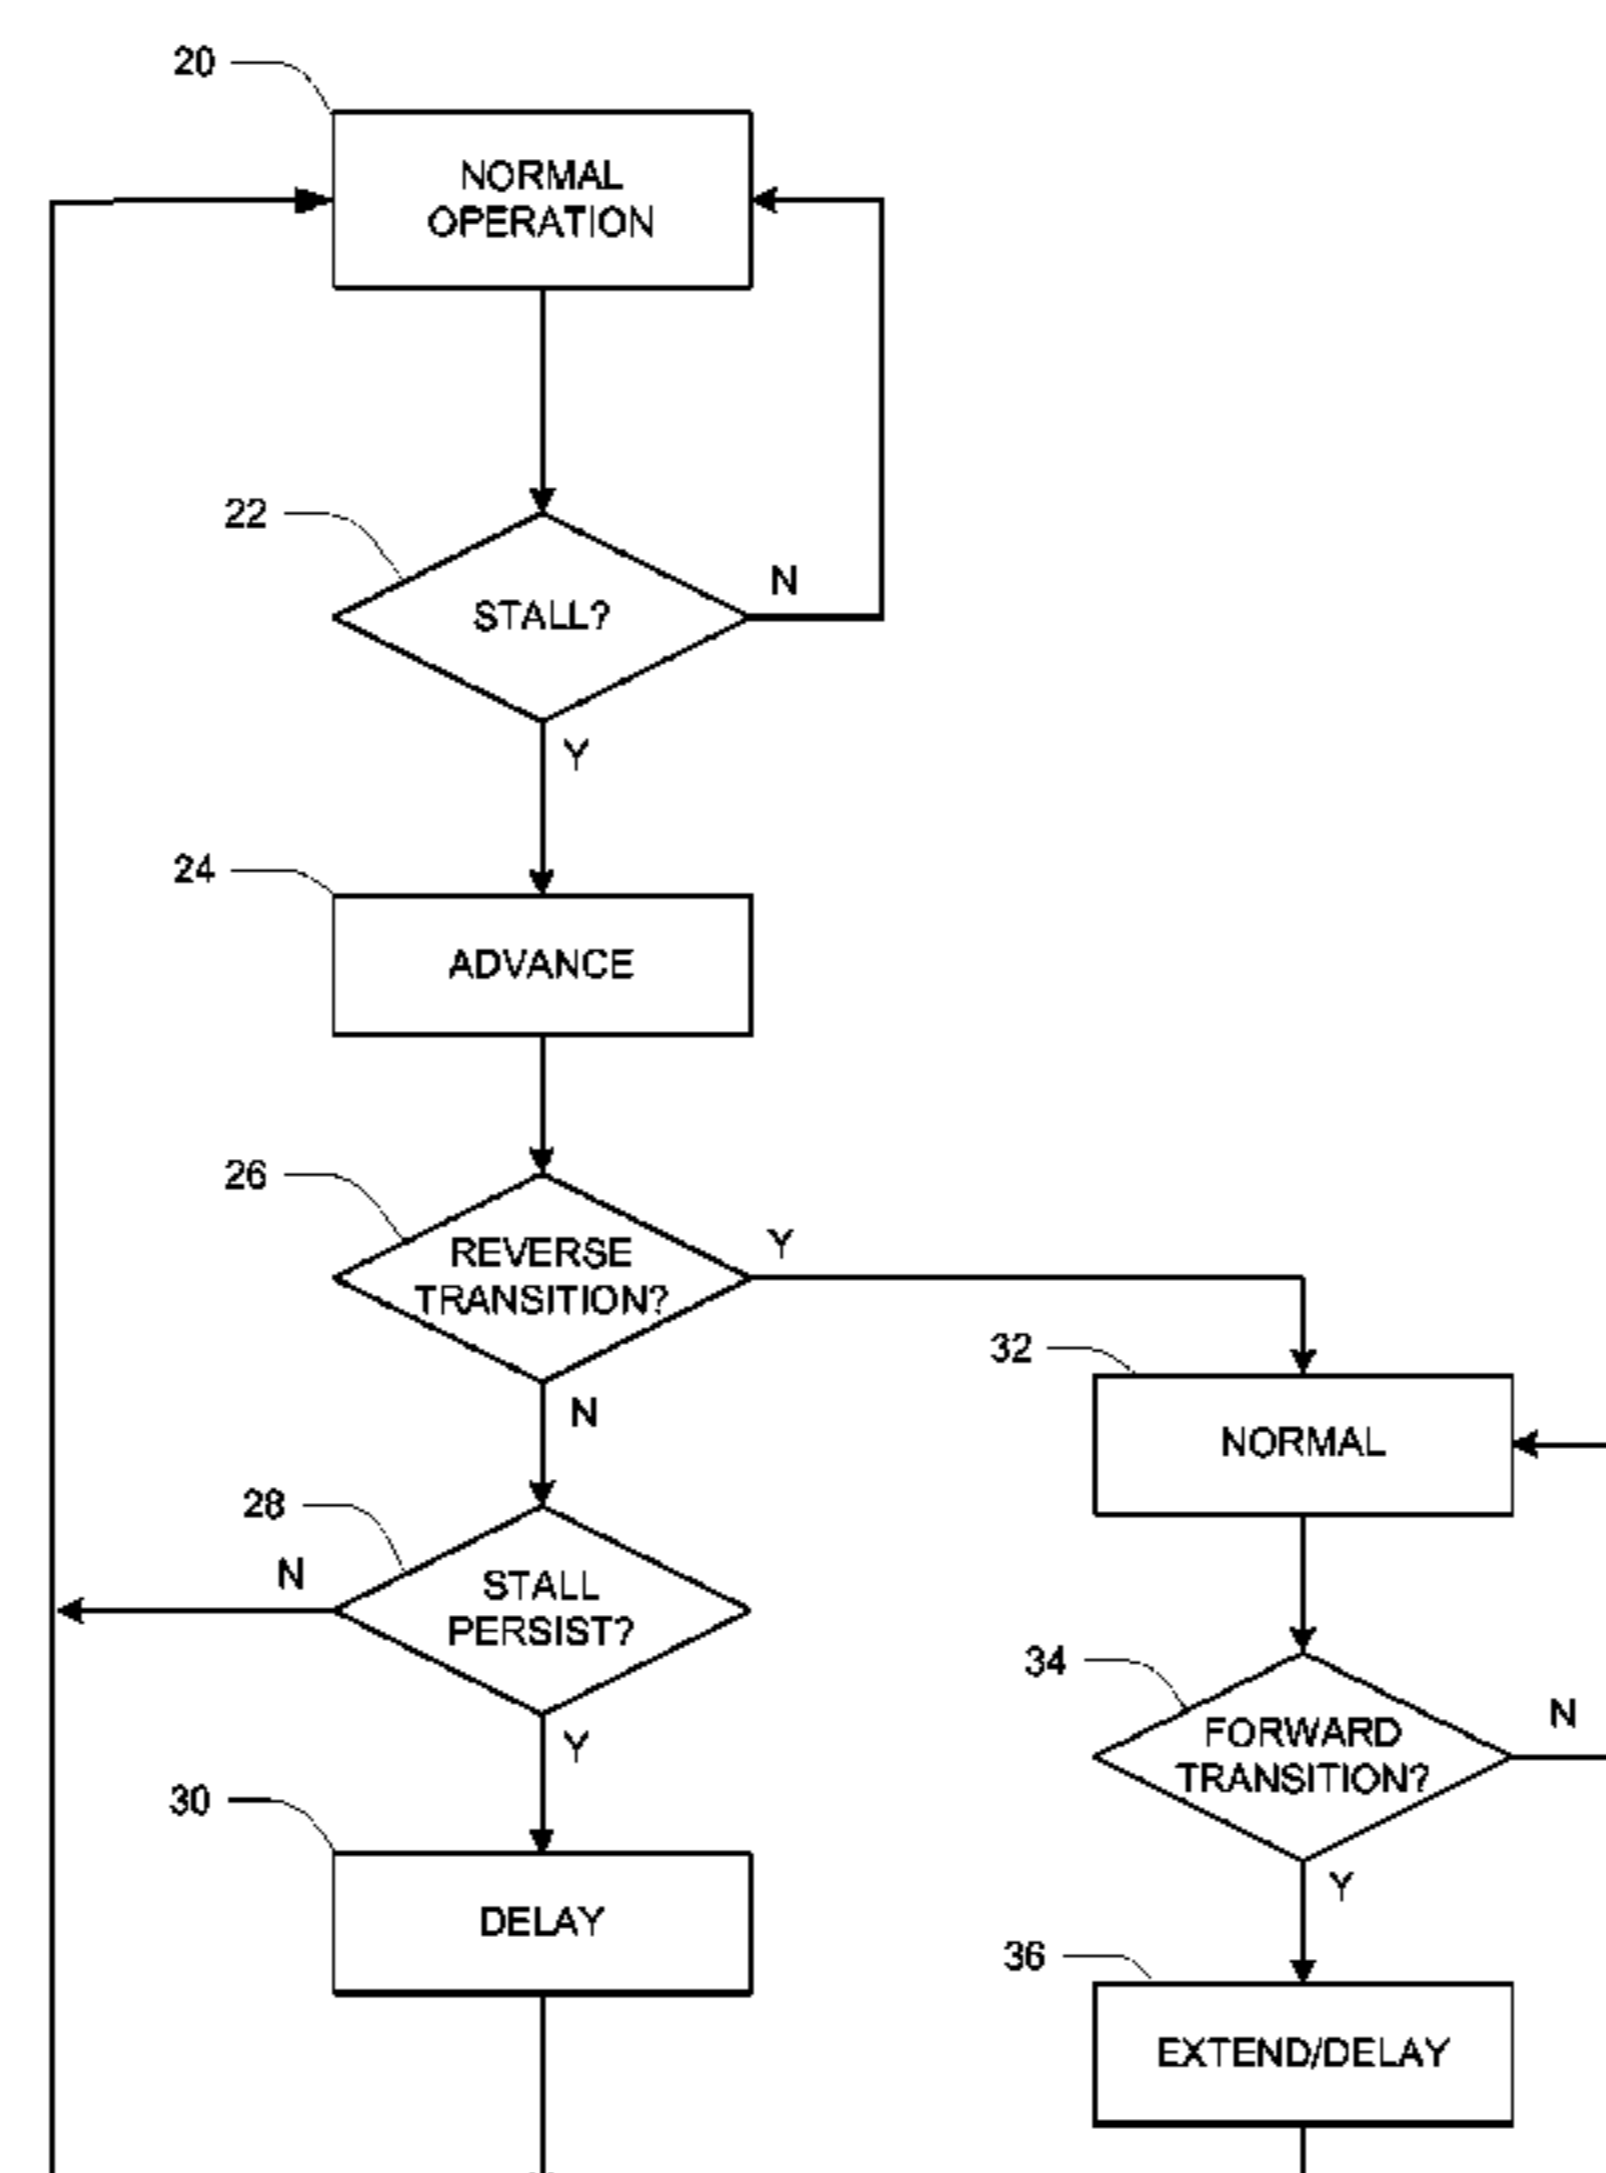 20
NORMAL
OPERATION
22
STALL?
N
Y
24
ADVANCE
26
REVERSE
TRANSITION?
Y
N
32
NORMAL
28
N
STALL
PERSIST?
Y
34
FORWARD
TRANSITION?
N
Y
30
DELAY
36
EXTEND/DELAY